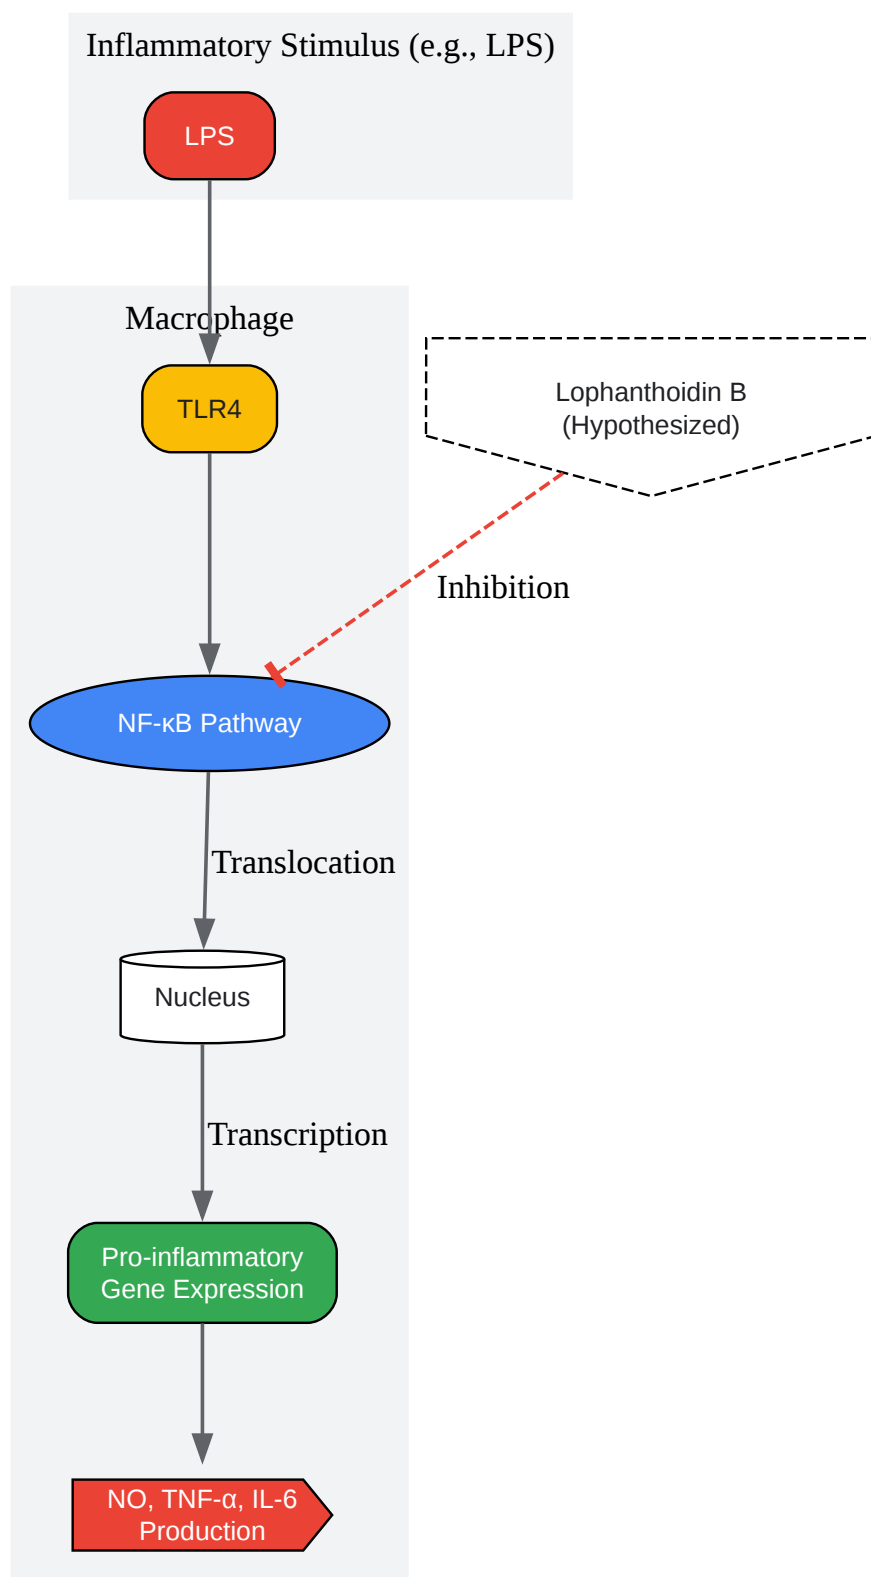 Inflammatory Stimulus (e.g., LPS)
LPS
Macrophage
TLR4
Lophanthoidin B
(Hypothesized)
Inhibition
NF-κB Pathway
Translocation
Nucleus
Transcription
Pro-inflammatory
Gene Expression
NO, TNF-α, IL-6
Production